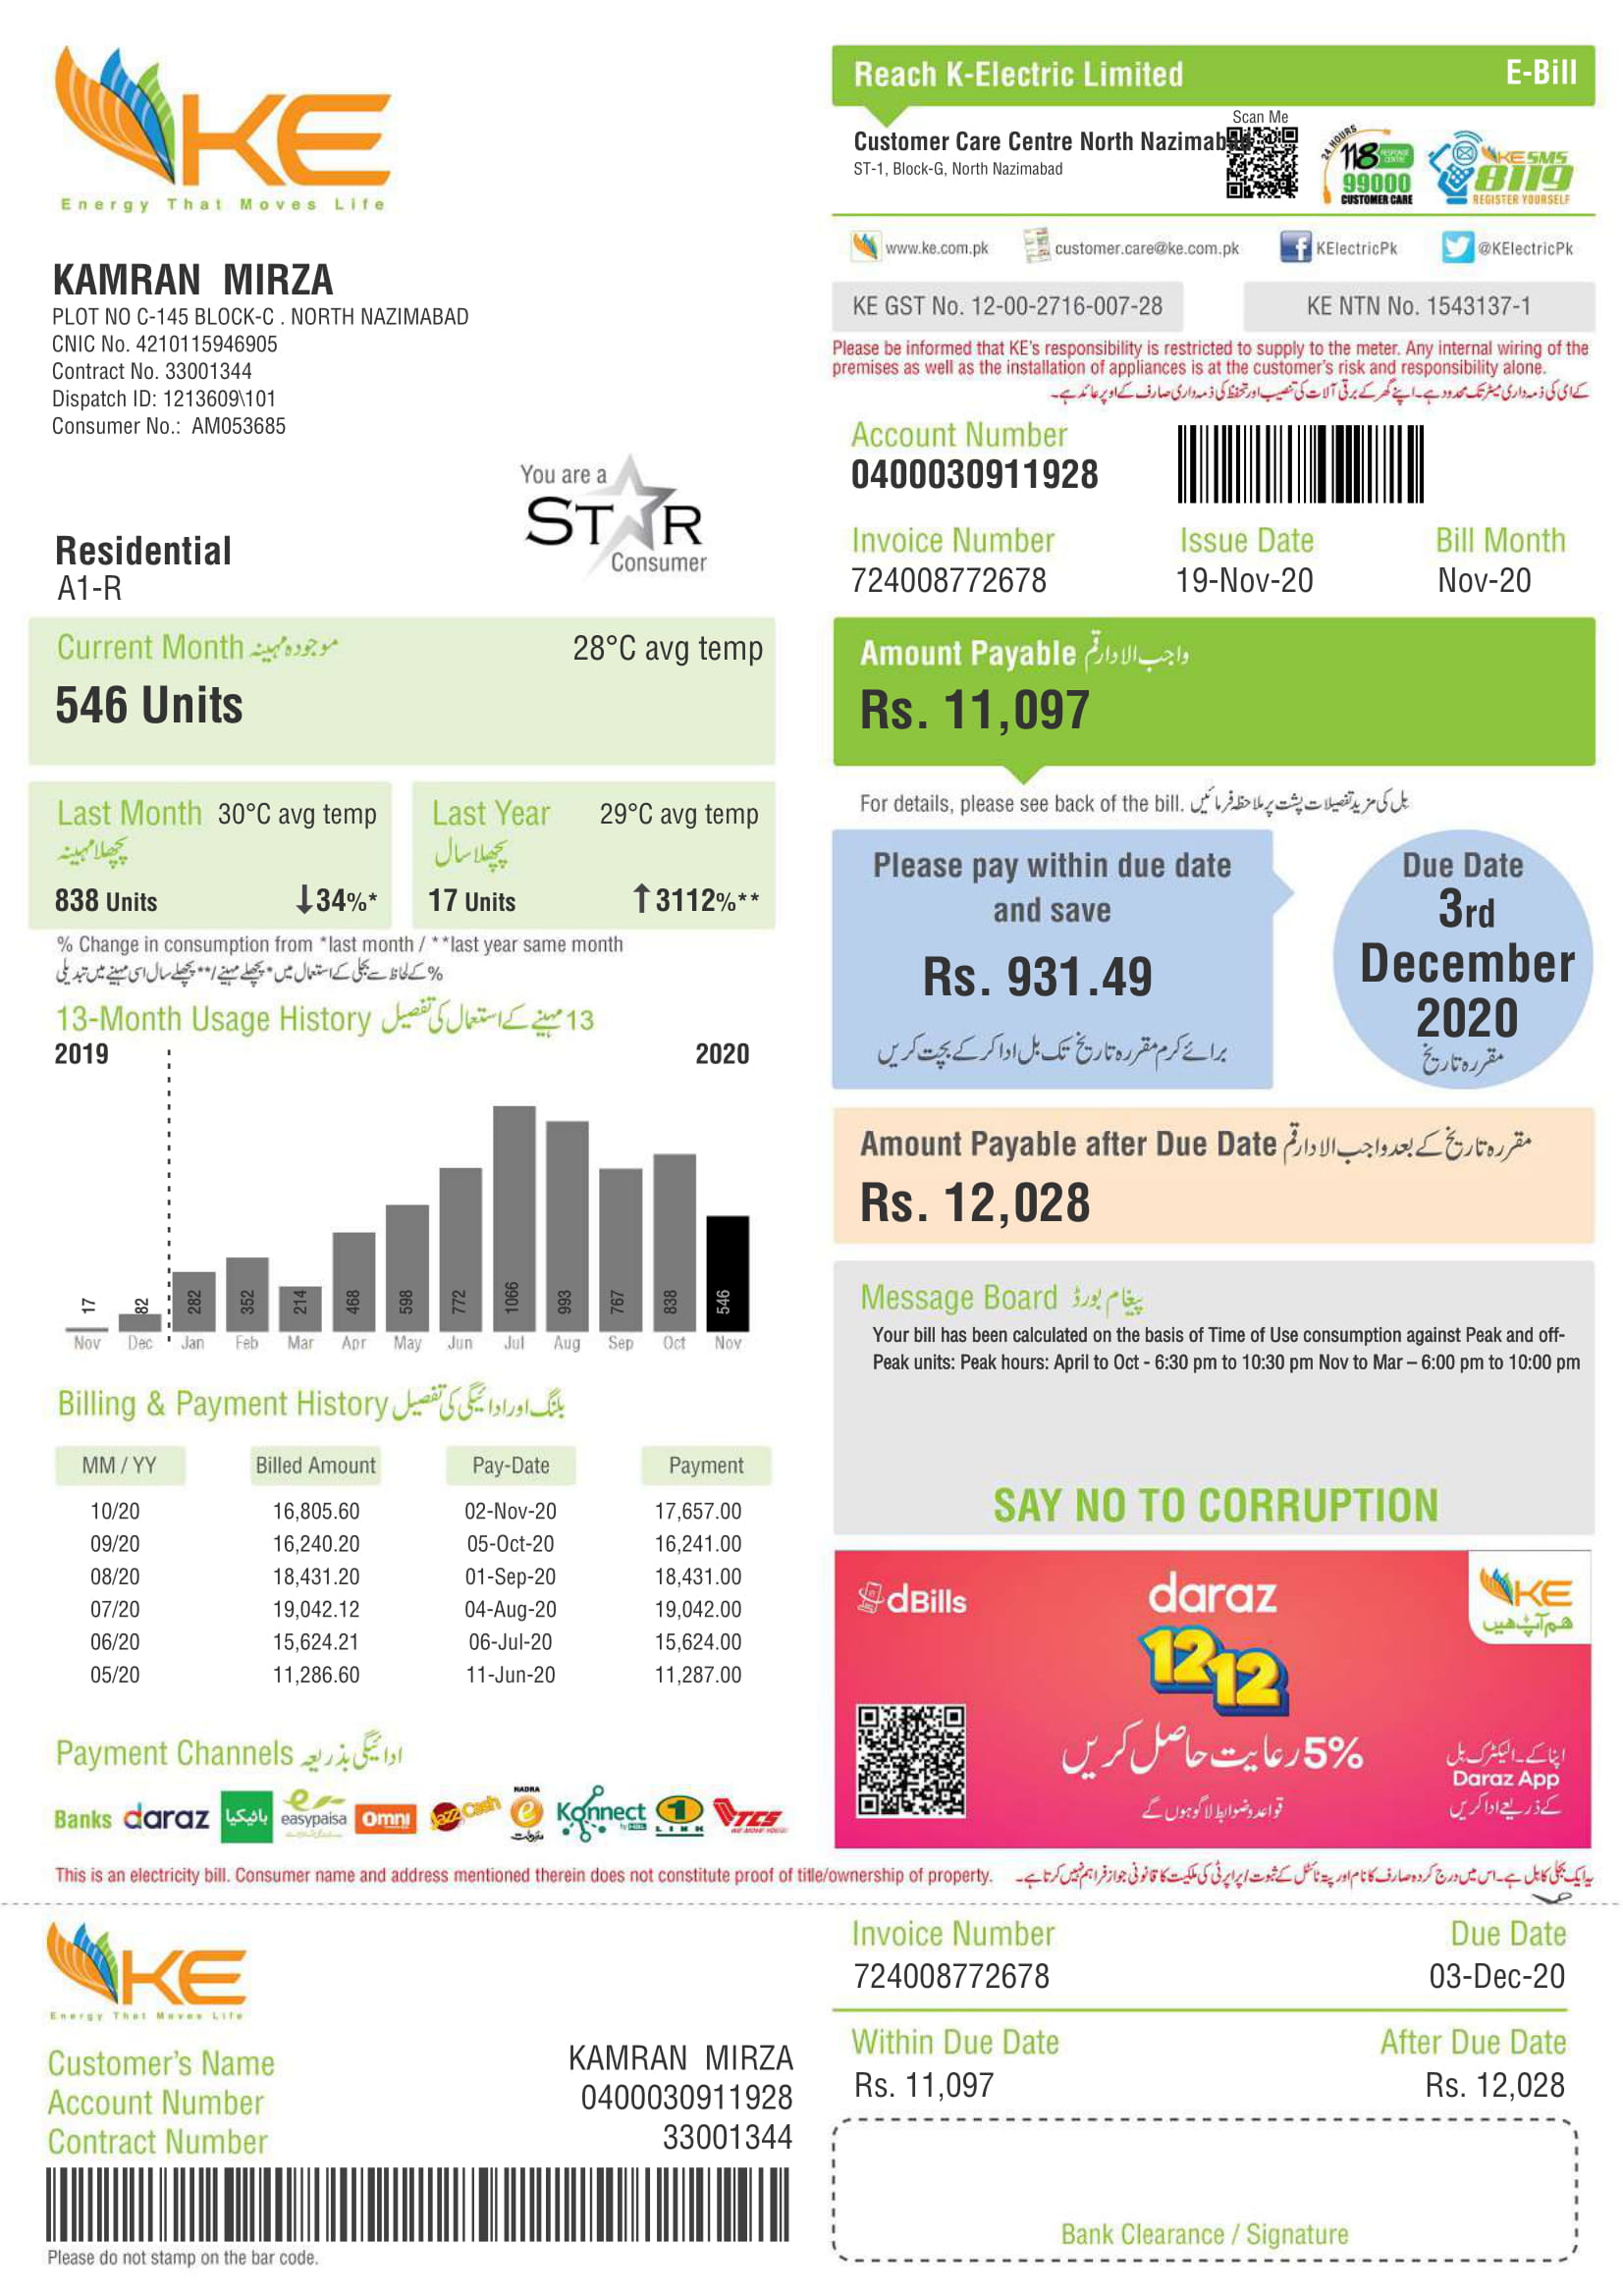 KE
Energy That Moves Life
KAMRAN MIRZA
PLOT NO C-145 BLOCK-C . NORTH NAZIMABAD
CNIC No. 4210115946905
Contract No. 33001344
Dispatch ID: 1213609\101
Consumer No.: AM053685
You are a
STAR
Consumer
Residential
A1-R
Current Month موجودہ مہینہ 28°C avg temp
546 Units
Last Month 30°C avg temp
پچھلا مہینہ
838 Units ↓34%*
Last Year 29°C avg temp
پچھلا سال
17 Units ↑3112%**
% Change in consumption from *last month / **last year same month
% کے لحاظ سے بجلی کے استعمال میں *پچھلے مہینے/**پچھلے سال اسی مہینے میں تبدیلی
13-Month Usage History 13 مہینے کے استعمال کی تفصیل
2019 2020
17 82 282 352 214 468 598 772 1066 993 767 838 546
Nov Dec Jan Feb Mar Apr May Jun Jul Aug Sep Oct Nov
Billing & Payment History بلنگ اور ادائیگی کی تفصیل
MM / YY Billed Amount Pay-Date Payment
10/20 16,805.60 02-Nov-20 17,657.00
09/20 16,240.20 05-Oct-20 16,241.00
08/20 18,431.20 01-Sep-20 18,431.00
07/20 19,042.12 04-Aug-20 19,042.00
06/20 15,624.21 06-Jul-20 15,624.00
05/20 11,286.60 11-Jun-20 11,287.00
Payment Channels ادائیگی بذریعہ
Banks daraz بائیکیا easypaisa Omni JazzCash NADRA e سہولت Konnect by HBL 1 LINK TCS
Reach K-Electric Limited E-Bill
Scan Me
Customer Care Centre North Nazimabad
ST-1, Block-G, North Nazimabad
24 HOURS
118 RESPONSE CENTRE
99000
CUSTOMER CARE
KE SMS
8119
REGISTER YOURSELF
www.ke.com.pk customer.care@ke.com.pk KElectricPk @KElectricPk
KE GST No. 12-00-2716-007-28 KE NTN No. 1543137-1
Please be informed that KE's responsibility is restricted to supply to the meter. Any internal wiring of the
premises as well as the installation of appliances is at the customer's risk and responsibility alone.
کے ای کی ذمہ داری میٹر تک محدود ہے۔ اپنے گھر کے برقی آلات کی تنصیب اور تحفظ کی ذمہ داری صارف کے اوپر عائد ہے۔
Account Number
0400030911928
Invoice Number Issue Date Bill Month
724008772678 19-Nov-20 Nov-20
Amount Payable واجب الادا رقم
Rs. 11,097
For details, please see back of the bill. بل کی مزید تفصیلات پشت پر ملاحظہ فرمائیں
Please pay within due date
and save
Rs. 931.49
برائے کرم مقررہ تاریخ تک بل ادا کر کے بچت کریں
Due Date
3rd
December
2020
مقررہ تاریخ
Amount Payable after Due Date مقررہ تاریخ کے بعد واجب الادا رقم
Rs. 12,028
Message Board پیغام بورڈ
Your bill has been calculated on the basis of Time of Use consumption against Peak and off-
Peak units: Peak hours: April to Oct - 6:30 pm to 10:30 pm Nov to Mar – 6:00 pm to 10:00 pm
SAY NO TO CORRUPTION
dBills
daraz
12 12
5% رعایت حاصل کریں
قواعد و ضوابط لاگو ہوں گے
KE
ہم آپ ہیں
اپنا کے۔ الیکٹرک بل
Daraz App
کے ذریعے ادا کریں
This is an electricity bill. Consumer name and address mentioned therein does not constitute proof of title/ownership of property. یہ ایک بجلی کا بل ہے۔ اس میں درج کردہ صارف کا نام اور پتہ ٹائٹل کے ثبوت/پراپرٹی کی ملکیت کا قانونی جواز فراہم نہیں کرتا ہے۔
KE
Energy That Moves Life
Customer's Name KAMRAN MIRZA
Account Number 0400030911928
Contract Number 33001344
Please do not stamp on the bar code.
Invoice Number Due Date
724008772678 03-Dec-20
Within Due Date After Due Date
Rs. 11,097 Rs. 12,028
Bank Clearance / Signature